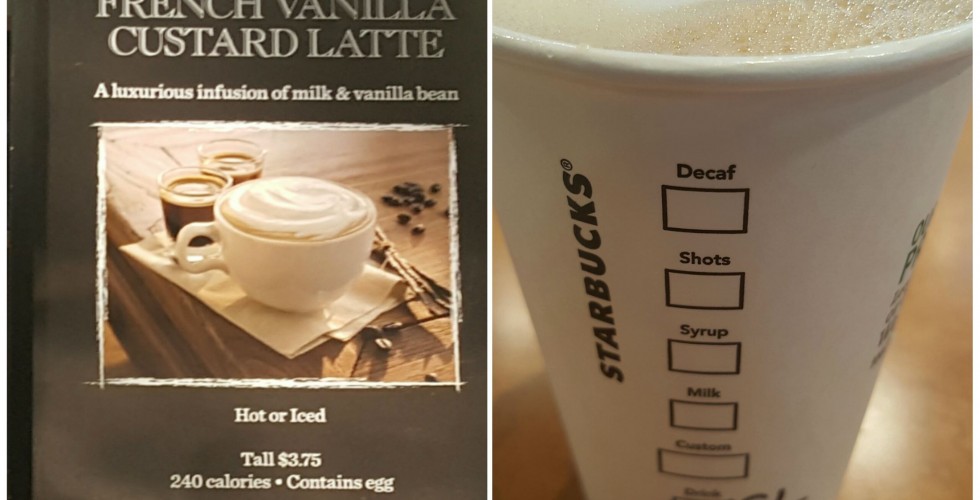 FRENCH VANILLA
CUSTARD LATTE
A luxurious infusion of milk & vanilla bean
Hot or Iced
Tall $3.75
240 calories • Contains egg
STARBUCKS®
Decaf
Shots
Syrup
Milk
Custom
Drink